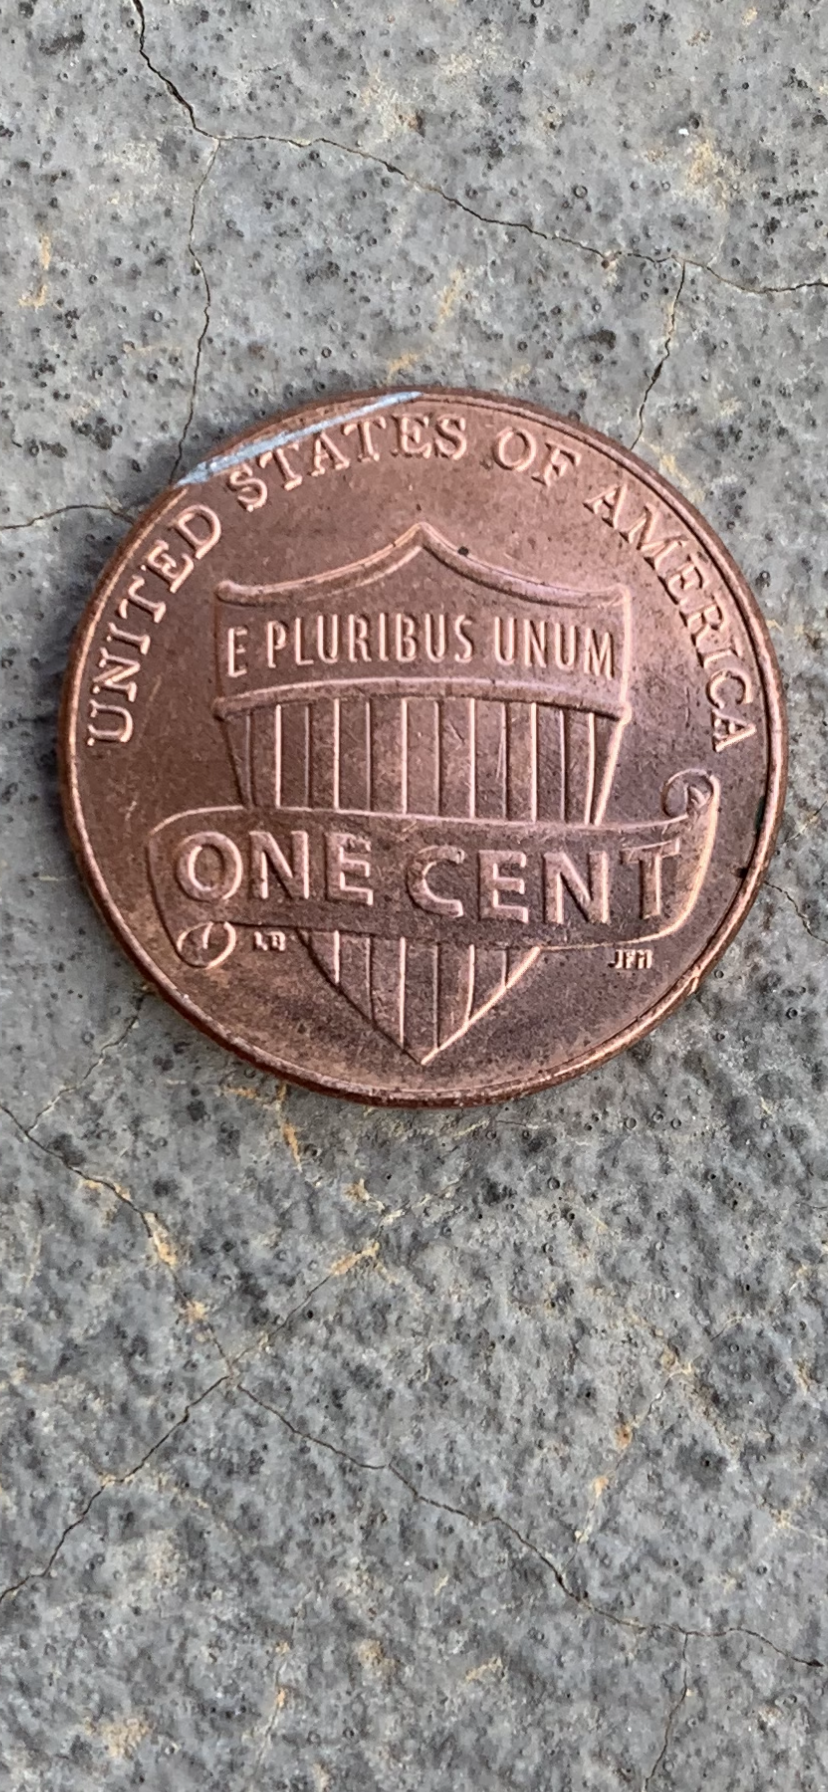 UNITED STATES OF AMERICA
E PLURIBUS UNUM
ONE CENT
LB
JFM